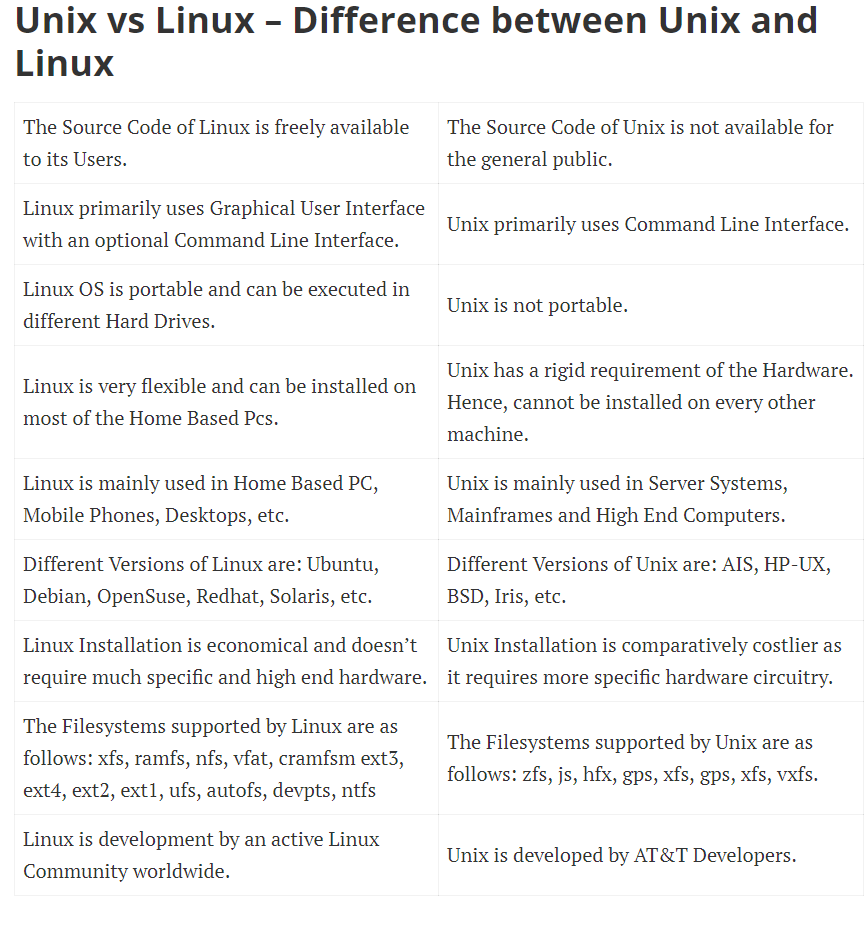 Unix vs Linux – Difference between Unix and
Linux
The Source Code of Linux is freely available
to its Users.
The Source Code of Unix is not available for
the general public.
Linux primarily uses Graphical User Interface
with an optional Command Line Interface.
Unix primarily uses Command Line Interface.
Linux OS is portable and can be executed in
different Hard Drives.
Unix is not portable.
Linux is very flexible and can be installed on
most of the Home Based Pcs.
Unix has a rigid requirement of the Hardware.
Hence, cannot be installed on every other
machine.
Linux is mainly used in Home Based PC,
Mobile Phones, Desktops, etc.
Unix is mainly used in Server Systems,
Mainframes and High End Computers.
Different Versions of Linux are: Ubuntu,
Debian, OpenSuse, Redhat, Solaris, etc.
Different Versions of Unix are: AIS, HP-UX,
BSD, Iris, etc.
Linux Installation is economical and doesn’t
require much specific and high end hardware.
Unix Installation is comparatively costlier as
it requires more specific hardware circuitry.
The Filesystems supported by Linux are as
follows: xfs, ramfs, nfs, vfat, cramfsm ext3,
ext4, ext2, ext1, ufs, autofs, devpts, ntfs
The Filesystems supported by Unix are as
follows: zfs, js, hfx, gps, xfs, gps, xfs, vxfs.
Linux is development by an active Linux
Community worldwide.
Unix is developed by AT&T Developers.